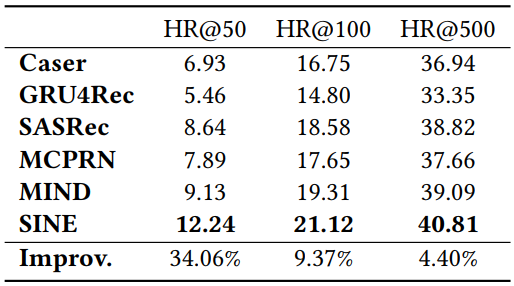 HR@50 HR@100 HR@500
Caser 6.93 16.75 36.94
GRU4Rec 5.46 14.80 33.35
SASRec 8.64 18.58 38.82
MCPRN 7.89 17.65 37.66
MIND 9.13 19.31 39.09
SINE 12.24 21.12 40.81
Improv. 34.06% 9.37% 4.40%